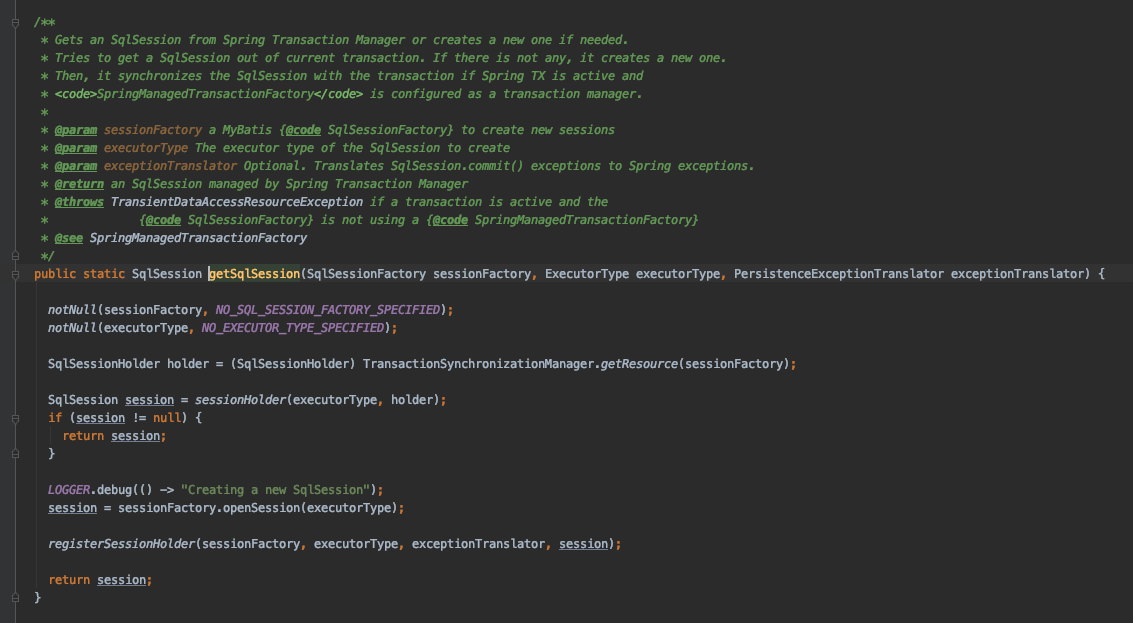 /**
 * Gets an SqlSession from Spring Transaction Manager or creates a new one if needed.
 * Tries to get a SqlSession out of current transaction. If there is not any, it creates a new one.
 * Then, it synchronizes the SqlSession with the transaction if Spring TX is active and
 * <code>SpringManagedTransactionFactory</code> is configured as a transaction manager.
 *
 * @param sessionFactory a MyBatis {@code SqlSessionFactory} to create new sessions
 * @param executorType The executor type of the SqlSession to create
 * @param exceptionTranslator Optional. Translates SqlSession.commit() exceptions to Spring exceptions.
 * @return an SqlSession managed by Spring Transaction Manager
 * @throws TransientDataAccessResourceException if a transaction is active and the
 *             {@code SqlSessionFactory} is not using a {@code SpringManagedTransactionFactory}
 * @see SpringManagedTransactionFactory
 */
public static SqlSession getSqlSession(SqlSessionFactory sessionFactory, ExecutorType executorType, PersistenceExceptionTranslator exceptionTranslator) {

  notNull(sessionFactory, NO_SQL_SESSION_FACTORY_SPECIFIED);
  notNull(executorType, NO_EXECUTOR_TYPE_SPECIFIED);

  SqlSessionHolder holder = (SqlSessionHolder) TransactionSynchronizationManager.getResource(sessionFactory);

  SqlSession session = sessionHolder(executorType, holder);
  if (session != null) {
    return session;
  }

  LOGGER.debug(() -> "Creating a new SqlSession");
  session = sessionFactory.openSession(executorType);

  registerSessionHolder(sessionFactory, executorType, exceptionTranslator, session);

  return session;
}